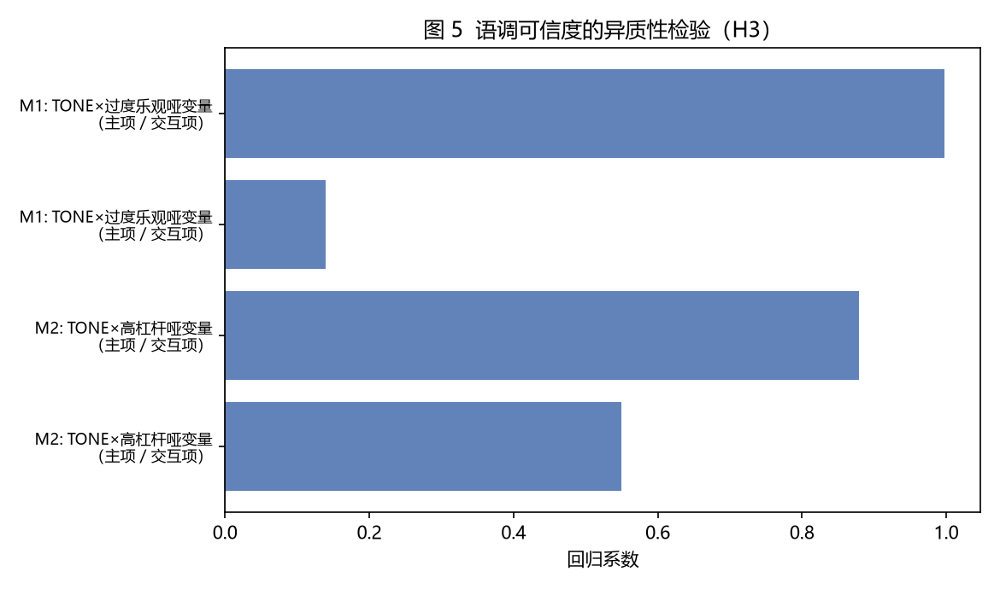 图 5  语调可信度的异质性检验（H3）
M1: TONE×过度乐观哑变量
（主项 / 交互项）
M1: TONE×过度乐观哑变量
（主项 / 交互项）
M2: TONE×高杠杆哑变量
（主项 / 交互项）
M2: TONE×高杠杆哑变量
（主项 / 交互项）
0.0 0.2 0.4 0.6 0.8 1.0
回归系数